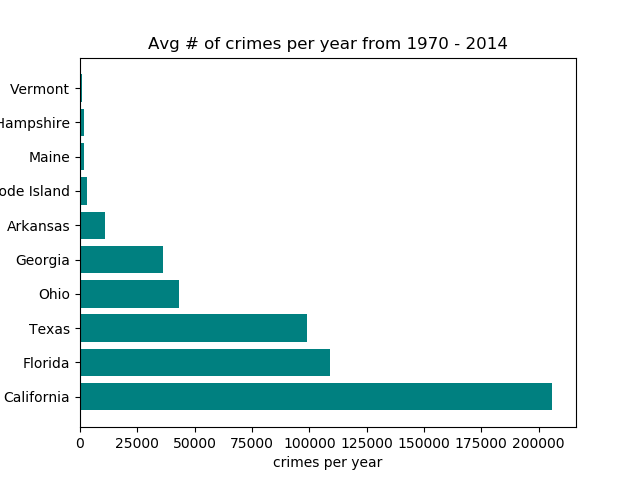 Avg # of crimes per year from 1970 - 2014
Vermont
Hampshire
Maine
ode Island
Arkansas
Georgia
Ohio
Texas
Florida
California
0 25000 50000 75000 100000 125000 150000 175000 200000
crimes per year